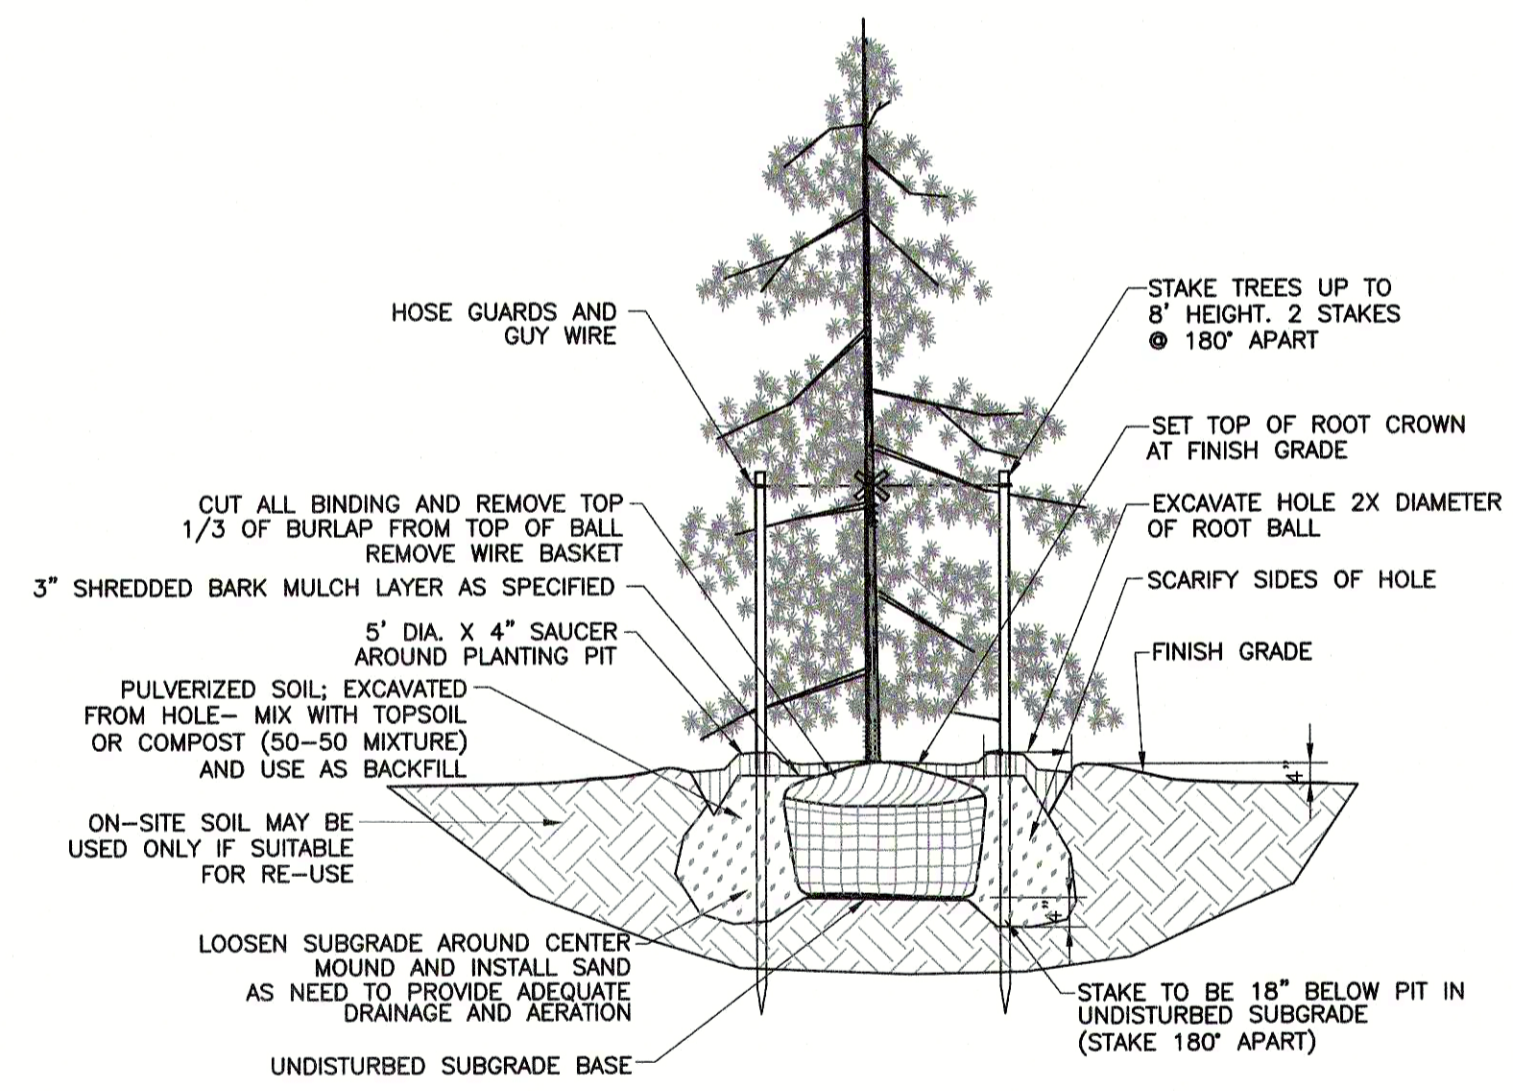 HOSE GUARDS AND
GUY WIRE
CUT ALL BINDING AND REMOVE TOP
1/3 OF BURLAP FROM TOP OF BALL
REMOVE WIRE BASKET
3" SHREDDED BARK MULCH LAYER AS SPECIFIED
5' DIA. X 4" SAUCER
AROUND PLANTING PIT
PULVERIZED SOIL; EXCAVATED
FROM HOLE- MIX WITH TOPSOIL
OR COMPOST (50-50 MIXTURE)
AND USE AS BACKFILL
ON-SITE SOIL MAY BE
USED ONLY IF SUITABLE
FOR RE-USE
LOOSEN SUBGRADE AROUND CENTER
MOUND AND INSTALL SAND
AS NEED TO PROVIDE ADEQUATE
DRAINAGE AND AERATION
UNDISTURBED SUBGRADE BASE
STAKE TREES UP TO
8' HEIGHT. 2 STAKES
@ 180° APART
SET TOP OF ROOT CROWN
AT FINISH GRADE
EXCAVATE HOLE 2X DIAMETER
OF ROOT BALL
SCARIFY SIDES OF HOLE
FINISH GRADE
4"
4"
STAKE TO BE 18" BELOW PIT IN
UNDISTURBED SUBGRADE
(STAKE 180° APART)